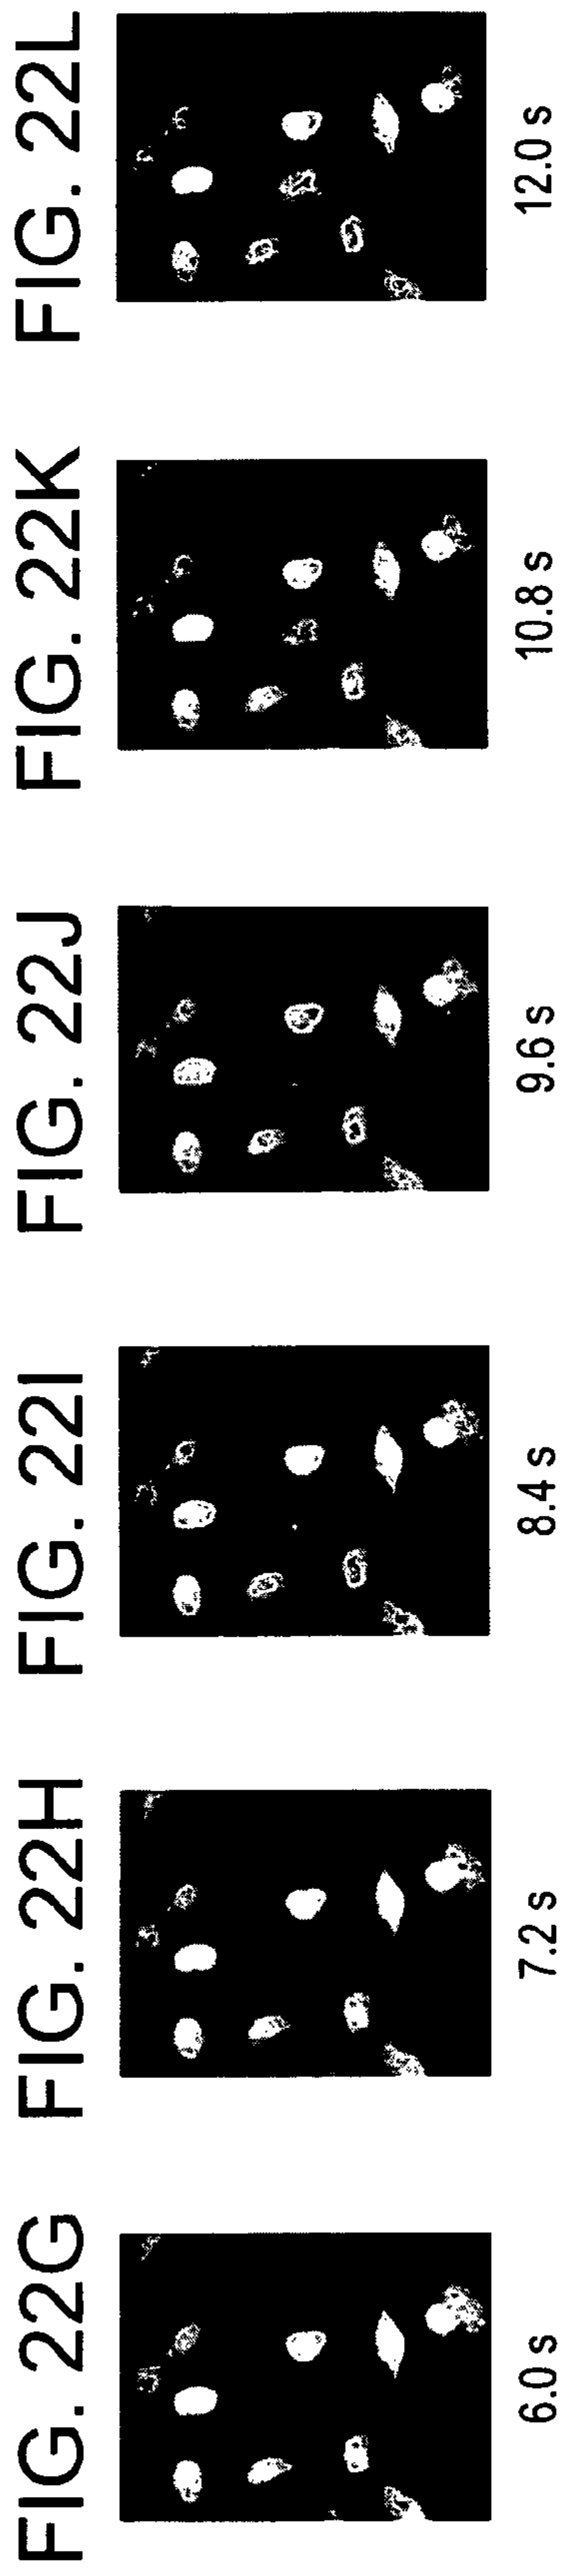 FIG. 22G
6.0 s
FIG. 22H
7.2 s
FIG. 22I
8.4 s
FIG. 22J
9.6 s
FIG. 22K
10.8 s
FIG. 22L
12.0 s